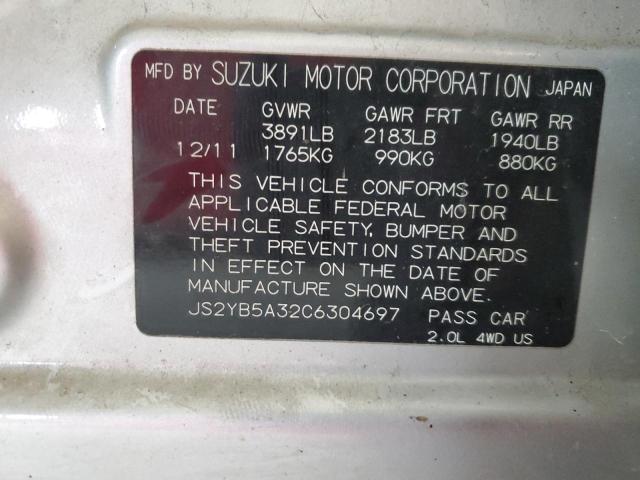 MFD BY SUZUKI MOTOR CORPORATION JAPAN
DATE GVWR GAWR FRT GAWR RR
3891LB 2183LB 1940LB
12/11 1765KG 990KG 880KG
THIS VEHICLE CONFORMS TO ALL
APPLICABLE FEDERAL MOTOR
VEHICLE SAFETY, BUMPER AND
THEFT PREVENTION STANDARDS
IN EFFECT ON THE DATE OF
MANUFACTURE SHOWN ABOVE.
JS2YB5A32C6304697 PASS CAR
2.0L 4WD US